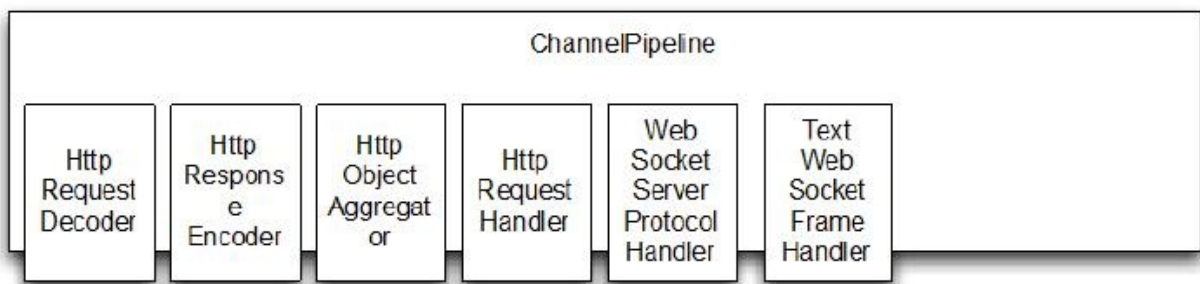 ChannelPipeline
Http
Request
Decoder
Http
Respons
e
Encoder
Http
Object
Aggregat
or
Http
Request
Handler
Web
Socket
Server
Protocol
Handler
Text
Web
Socket
Frame
Handler